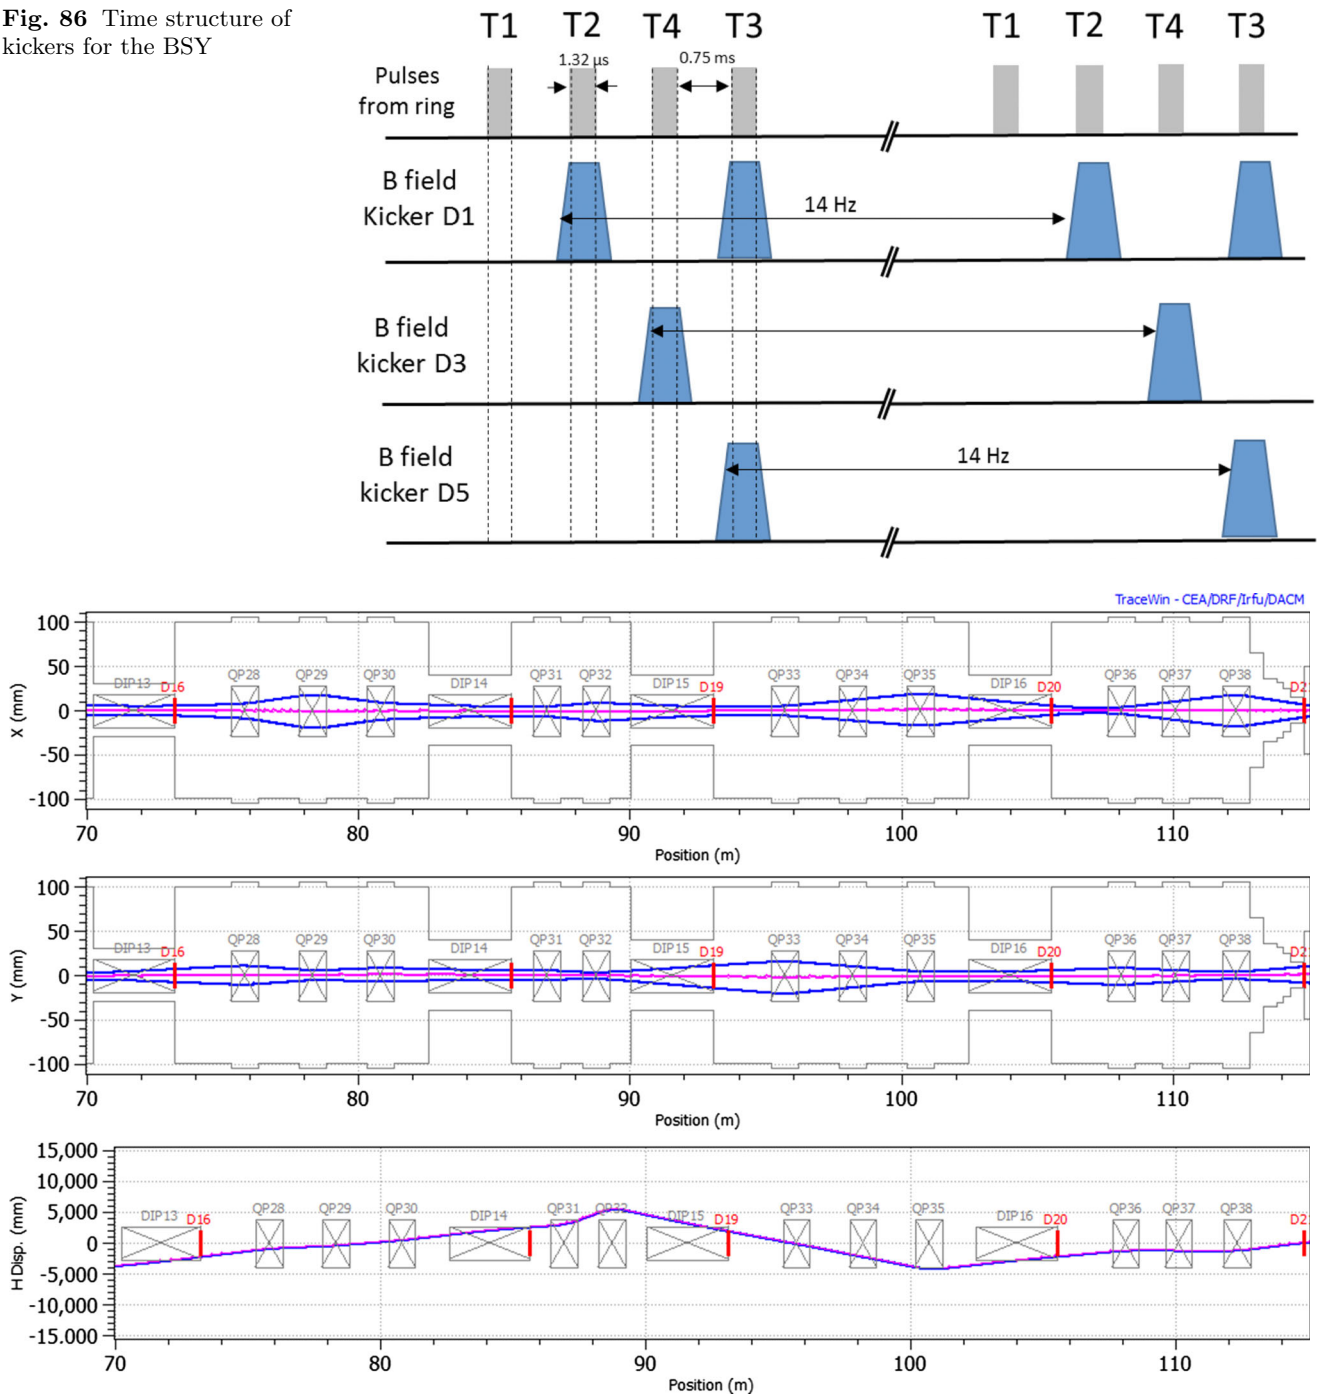 Fig. 86 Time structure of
kickers for the BSY
T1 T2 T4 T3 T1 T2 T4 T3
1.32 µs 0.75 ms
Pulses
from ring
B field
Kicker D1
14 Hz
B field
kicker D3
B field
kicker D5
14 Hz
TraceWin - CEA/DRF/Irfu/DACM
X (mm)
100
50
0
-50
-100
DIP13 D16 QP28 QP29 QP30 DIP14 QP31 QP32 DIP15 D19 QP33 QP34 QP35 DIP16 D20 QP36 QP37 QP38 D2
70 80 90 100 110
Position (m)
Y (mm)
100
50
0
-50
-100
DIP13 D16 QP28 QP29 QP30 DIP14 QP31 QP32 DIP15 D19 QP33 QP34 QP35 DIP16 D20 QP36 QP37 QP38 D2
70 80 90 100 110
Position (m)
H Disp. (mm)
15,000
10,000
5,000
0
-5,000
-10,000
-15.000
DIP13 D16 QP28 QP29 QP30 DIP14 QP31 QP32 DIP15 D19 QP33 QP34 QP35 DIP16 D20 QP36 QP37 QP38 D2
70 80 90 100 110
Position (m)